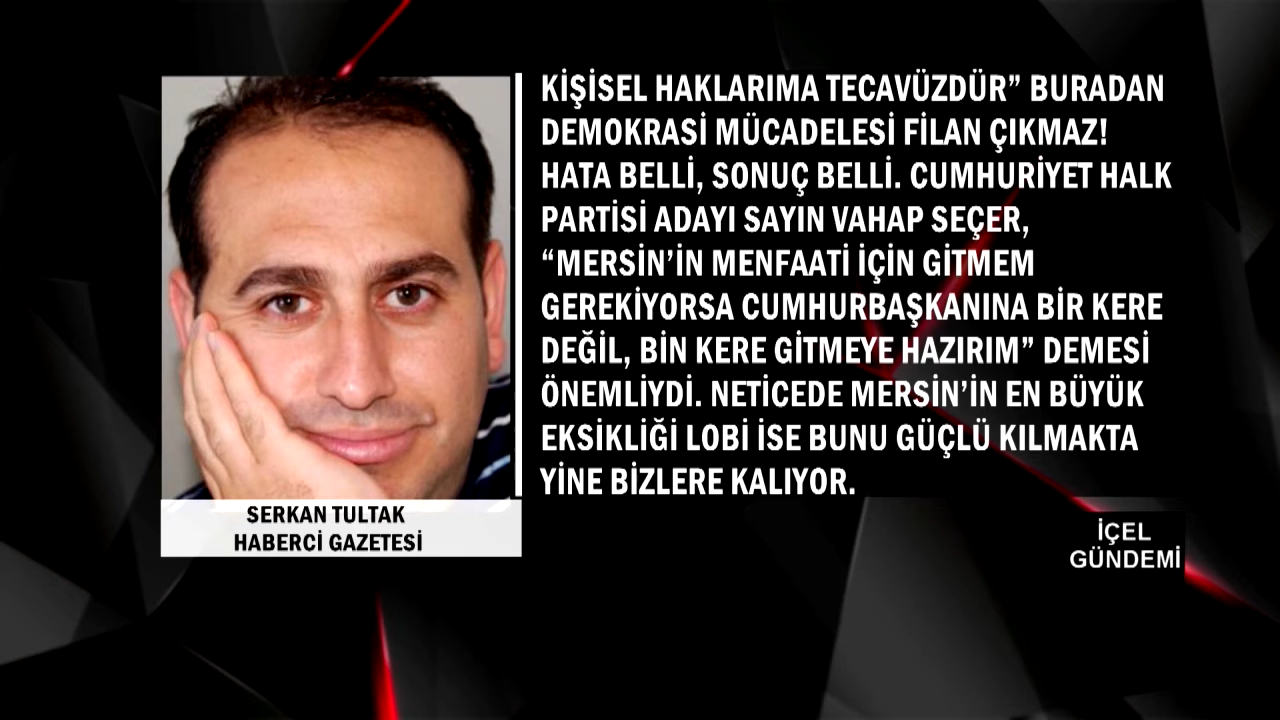 KİŞİSEL HAKLARIMA TECAVÜZDÜR” BURADAN
DEMOKRASİ MÜCADELESİ FİLAN ÇIKMAZ!
HATA BELLİ, SONUÇ BELLİ. CUMHURİYET HALK
PARTİSİ ADAYI SAYIN VAHAP SEÇER,
“MERSİN’İN MENFAATİ İÇİN GİTMEM
GEREKİYORSA CUMHURBAŞKANINA BİR KERE
DEĞİL, BİN KERE GİTMEYE HAZIRIM” DEMESİ
ÖNEMLİYDİ. NETİCEDE MERSİN’İN EN BÜYÜK
EKSİKLİĞİ LOBİ İSE BUNU GÜÇLÜ KILMAKTA
YİNE BİZLERE KALIYOR.
SERKAN TULTAK
HABERCİ GAZETESİ
İÇEL
GÜNDEMİ